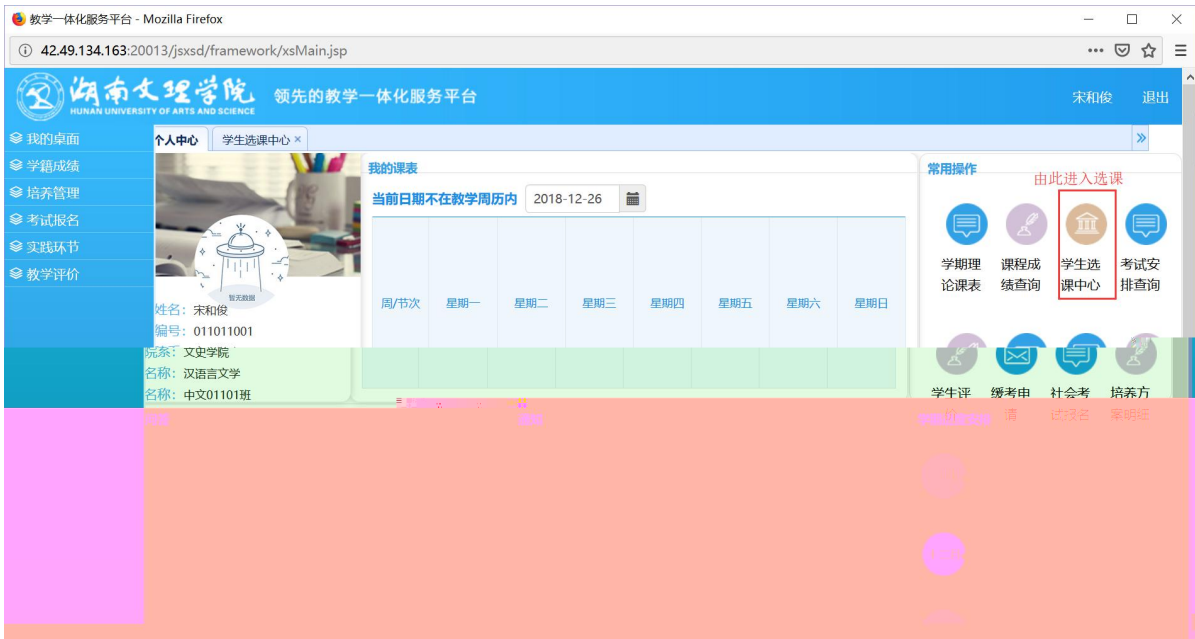 教学一体化服务平台 - Mozilla Firefox
42.49.134.163:20013/jsxsd/framework/xsMain.jsp
湖南文理学院
HUNAN UNIVERSITY OF ARTS AND SCIENCE
领先的教学一体化服务平台
宋和俊 退出
我的桌面
学籍成绩
培养管理
考试报名
实践环节
教学评价
个人中心 学生选课中心 ×
暂无数据
姓名：宋和俊
编号：011011001
院系：文史学院
名称：汉语言文学
名称：中文01101班
我的课表
当前日期不在教学周历内 2018-12-26
周/节次 星期一 星期二 星期三 星期四 星期五 星期六 星期日
常用操作
由此进入选课
学期理论课表
课程成绩查询
学生选课中心
考试安排查询
学生评价
缓考申请
社会考试报名
培养方案明细